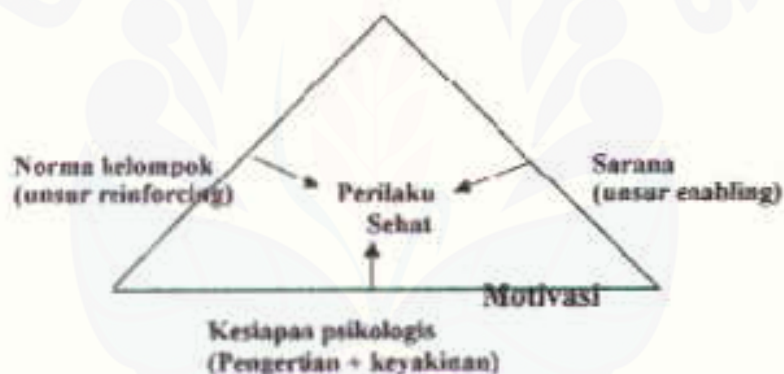 Norma kelompok
(unsur reinforcing)
Perilaku
Sehat
Sarana
(unsur enabling)
Motivasi
Kesiapan psikologis
(Pengertian + keyakinan)